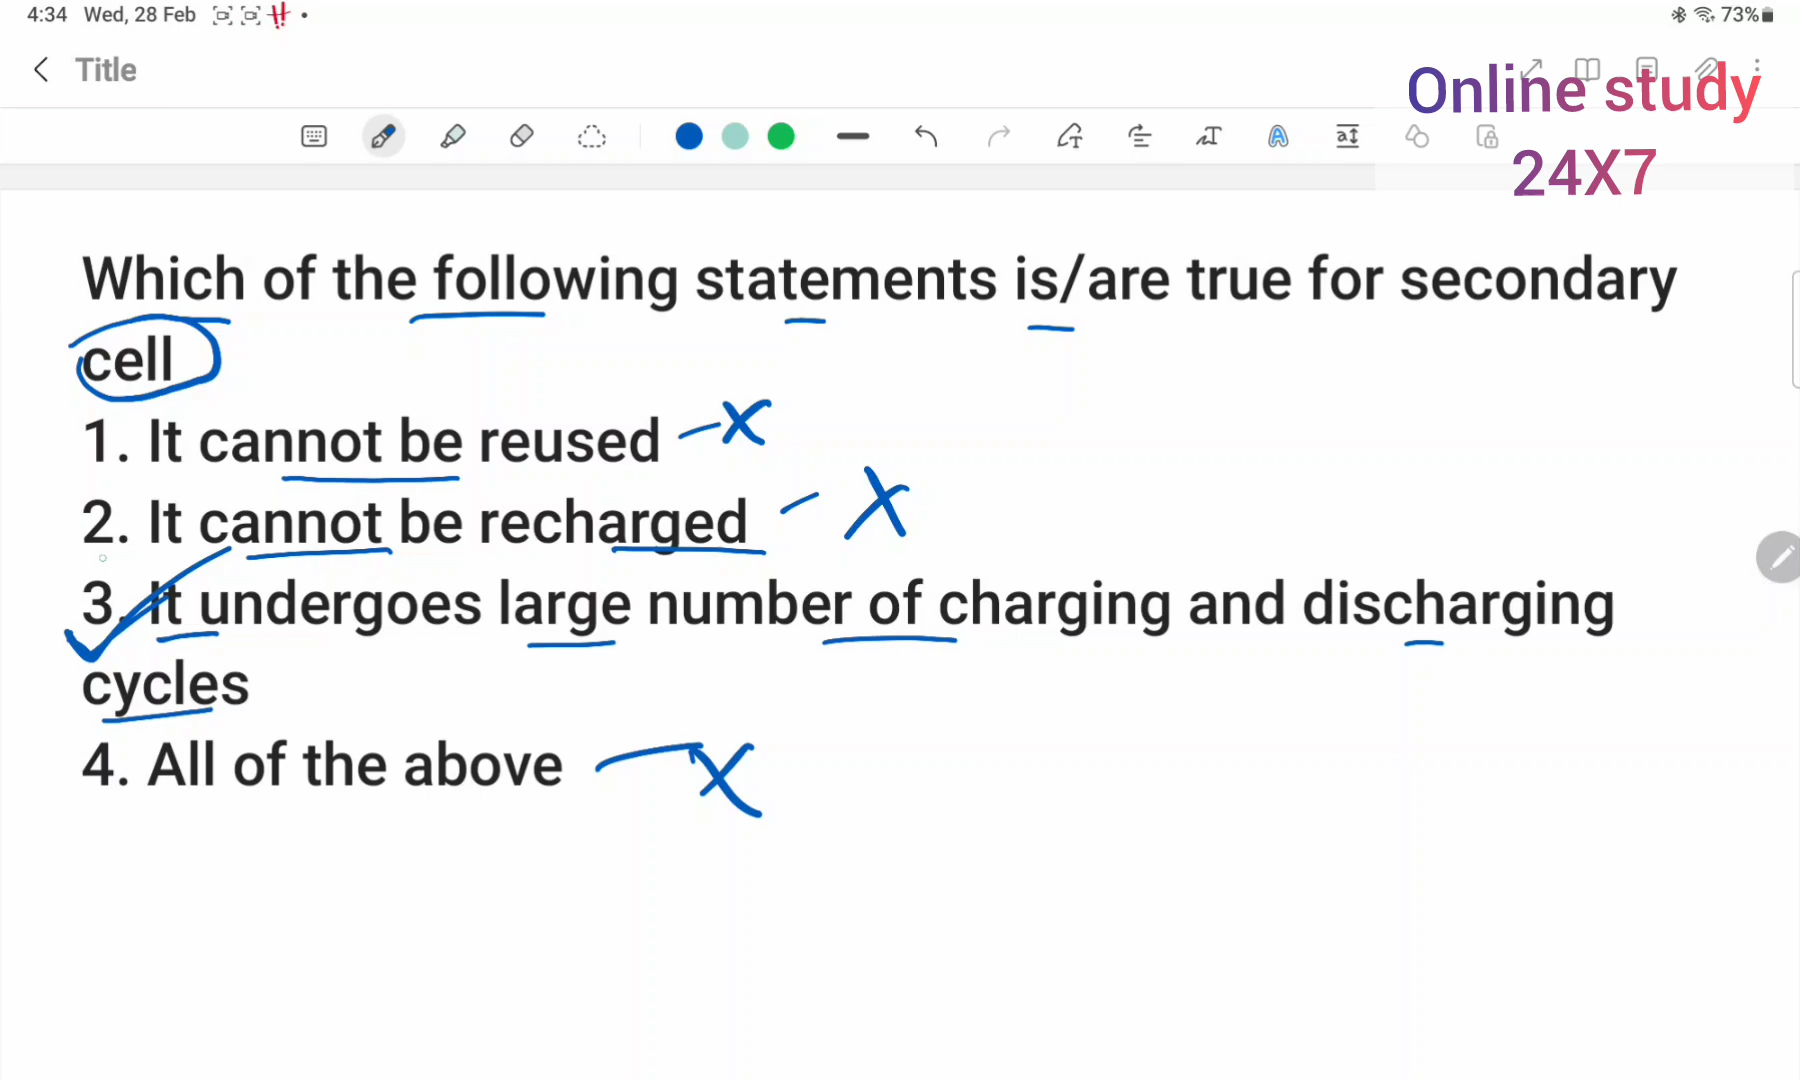 4:34 Wed, 28 Feb 73%
Title
Online study
24X7
Which of the following statements is/are true for secondary
cell
1. It cannot be reused - X
2. It cannot be recharged - X
3. It undergoes large number of charging and discharging
cycles
4. All of the above - X